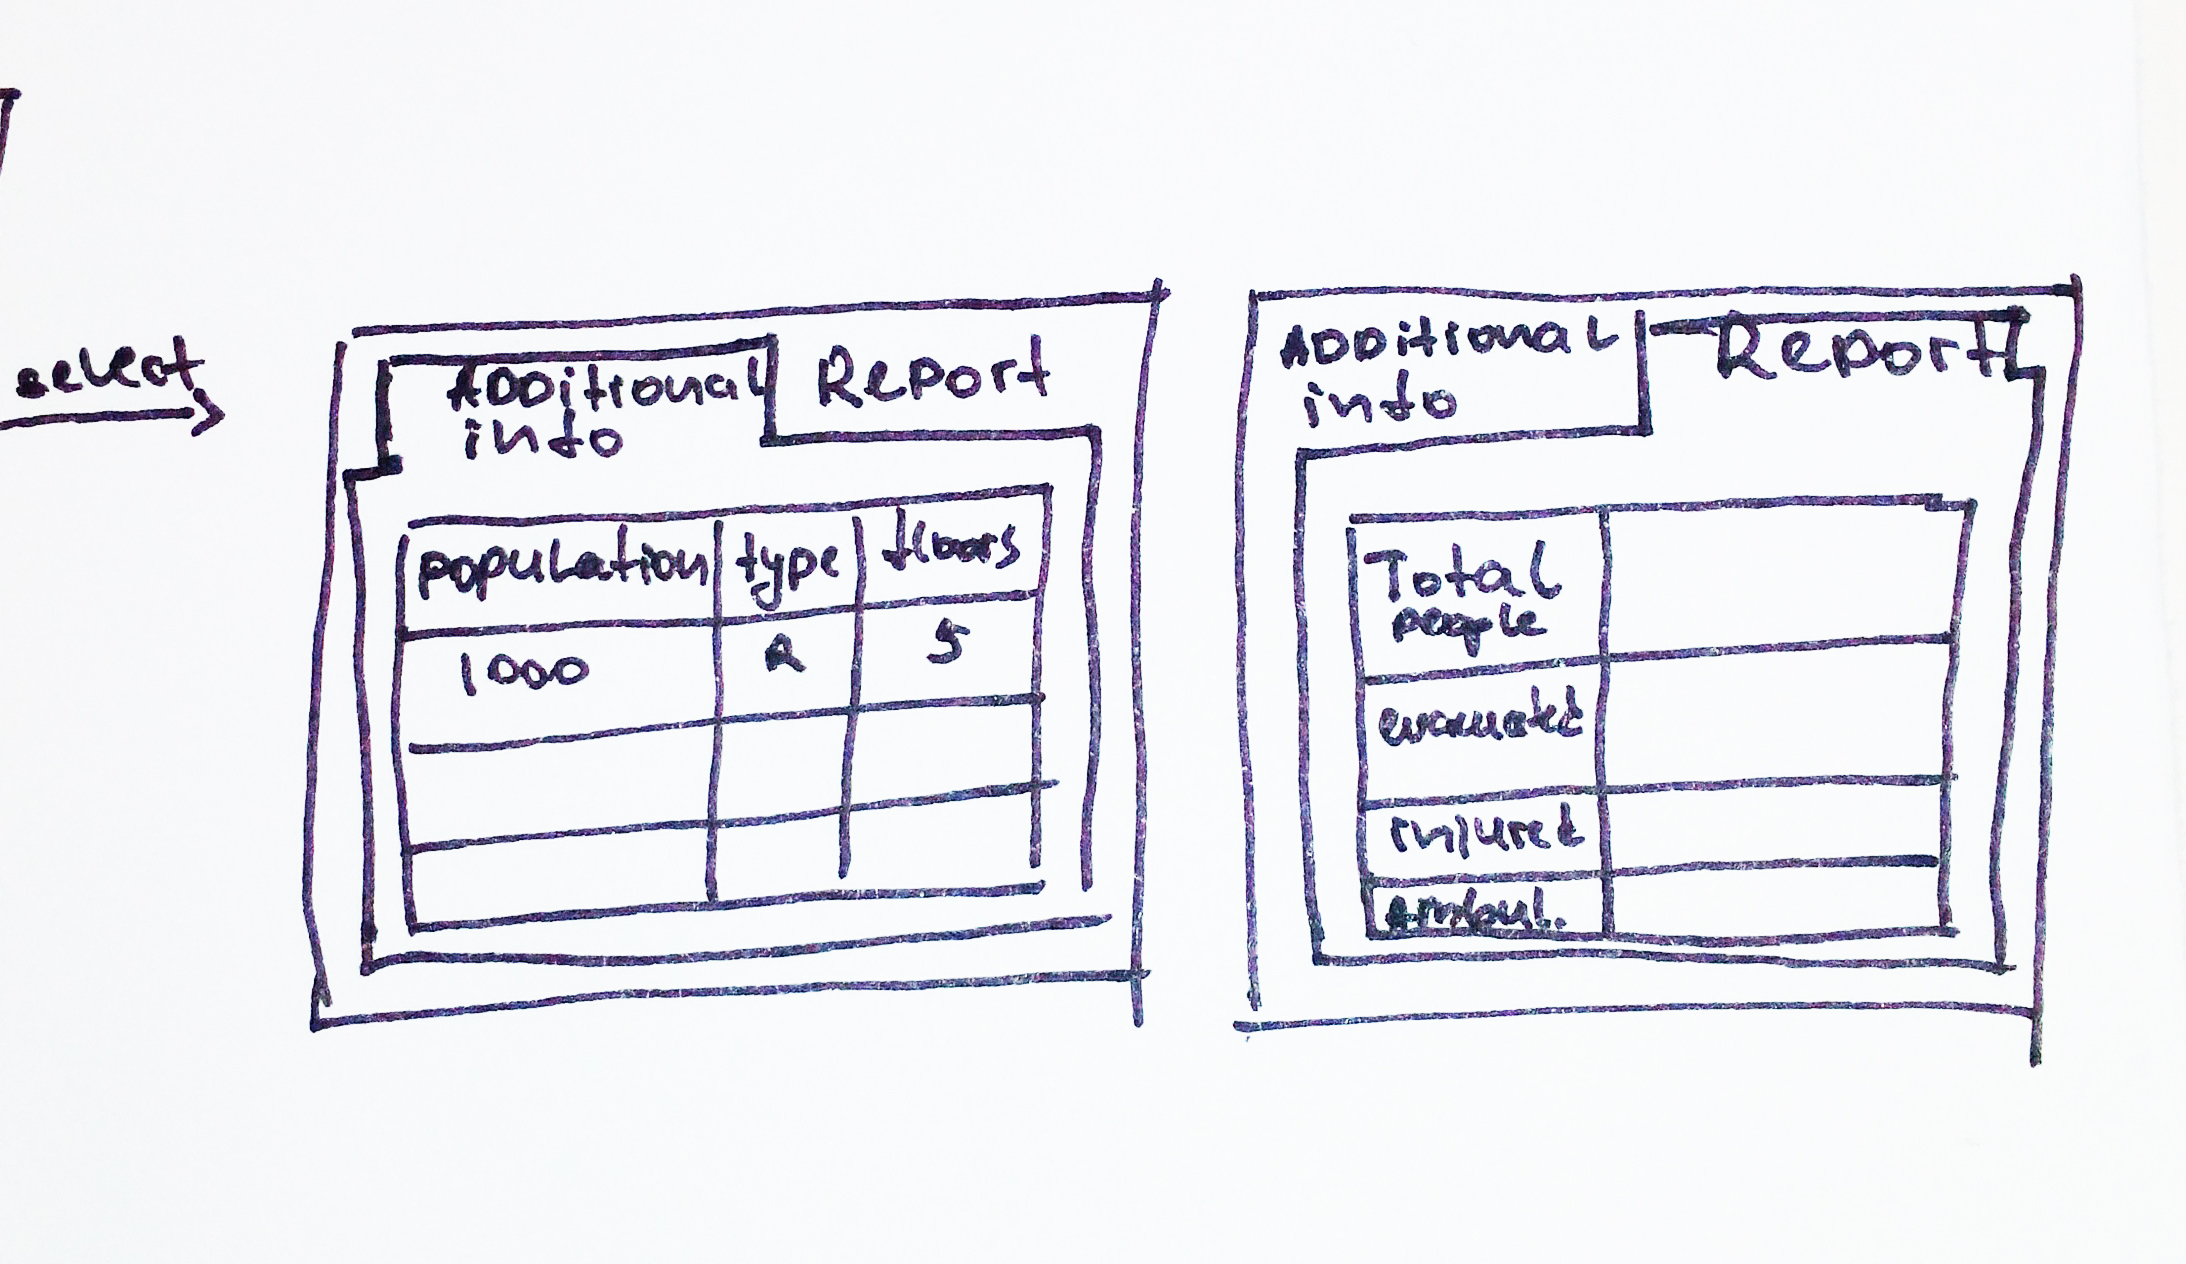 select
Additional
info
Report
population type floors
1000 R 5
Additional
info
Report
Total
people
evacuated
injured
Ambul.